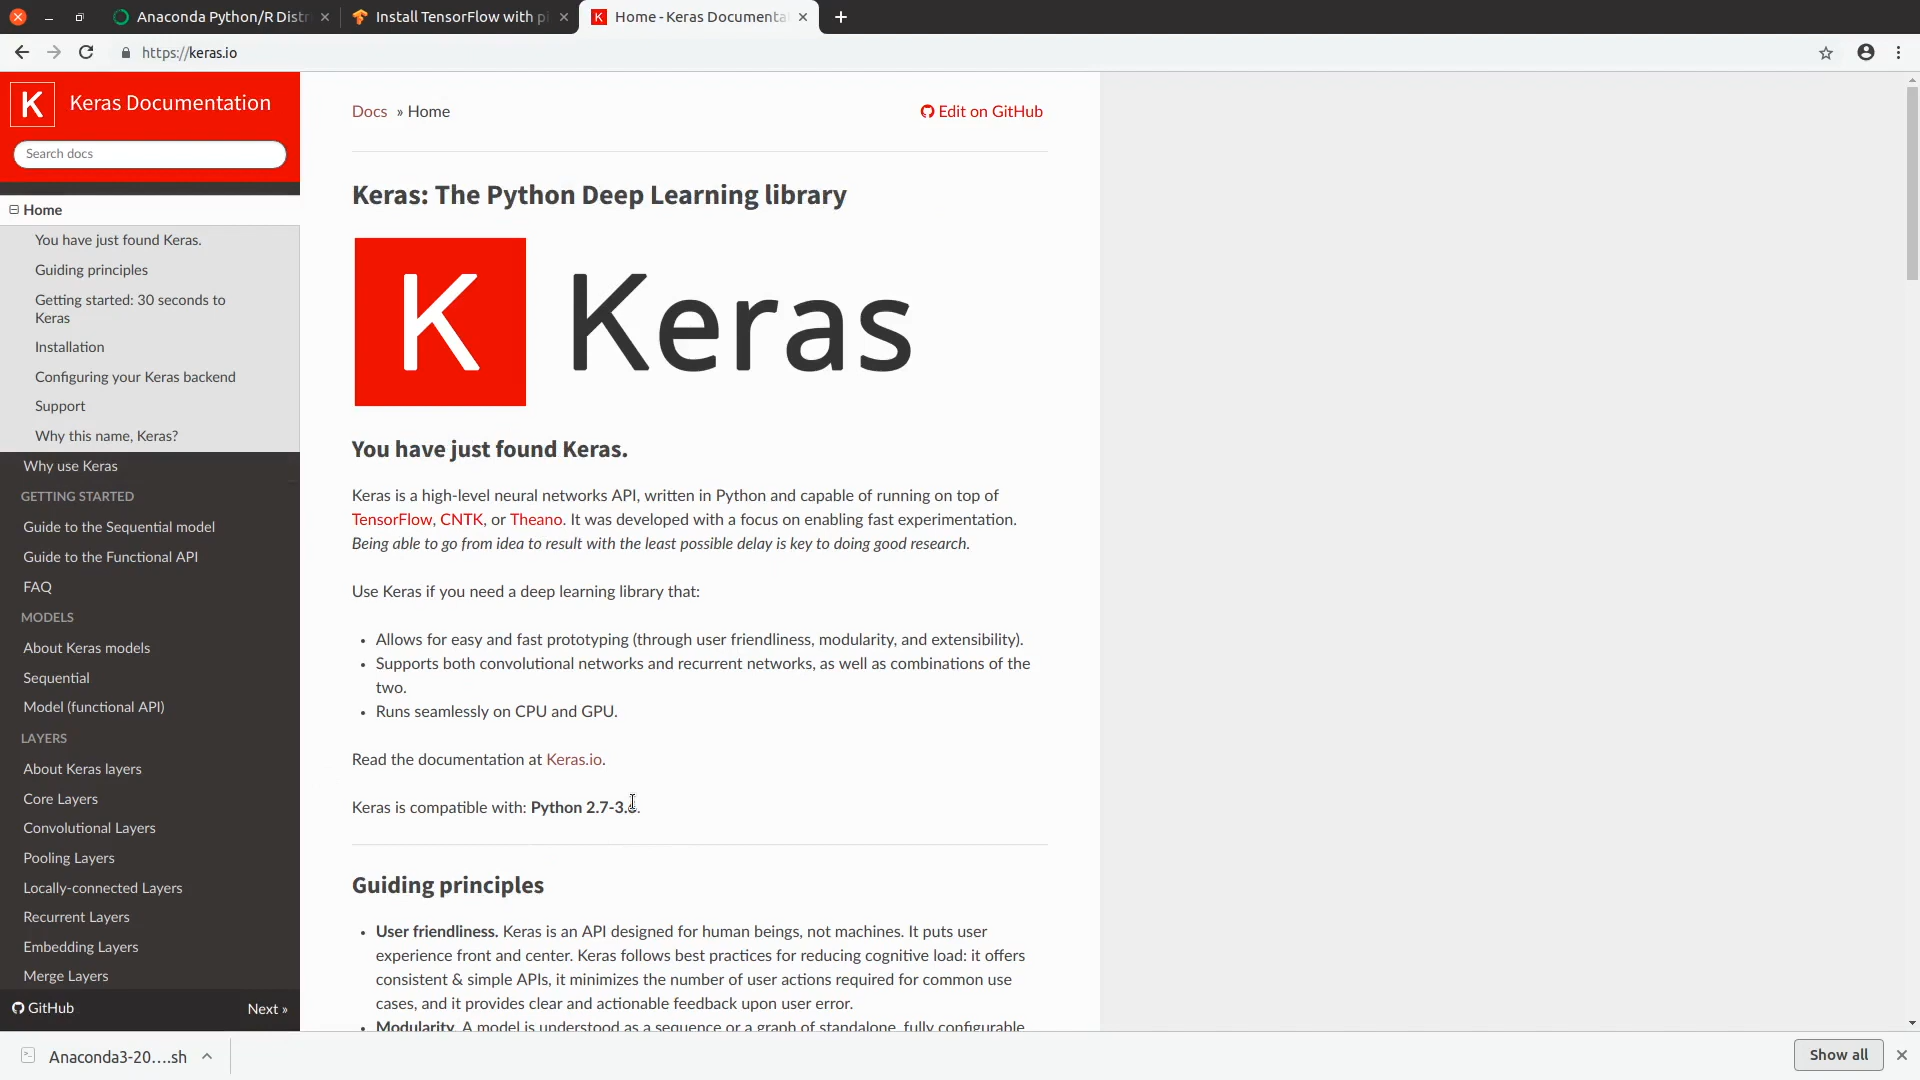 Anaconda Python/R Distr
Install TensorFlow with pi
K Home - Keras Documenta
https://keras.io
K Keras Documentation
Search docs
Home
You have just found Keras.
Guiding principles
Getting started: 30 seconds to
Keras
Installation
Configuring your Keras backend
Support
Why this name, Keras?
Why use Keras
GETTING STARTED
Guide to the Sequential model
Guide to the Functional API
FAQ
MODELS
About Keras models
Sequential
Model (functional API)
LAYERS
About Keras layers
Core Layers
Convolutional Layers
Pooling Layers
Locally-connected Layers
Recurrent Layers
Embedding Layers
Merge Layers
GitHub Next »
Docs » Home Edit on GitHub
Keras: The Python Deep Learning library
K Keras
You have just found Keras.
Keras is a high-level neural networks API, written in Python and capable of running on top of
TensorFlow, CNTK, or Theano. It was developed with a focus on enabling fast experimentation.
Being able to go from idea to result with the least possible delay is key to doing good research.
Use Keras if you need a deep learning library that:
• Allows for easy and fast prototyping (through user friendliness, modularity, and extensibility).
• Supports both convolutional networks and recurrent networks, as well as combinations of the
two.
• Runs seamlessly on CPU and GPU.
Read the documentation at Keras.io.
Keras is compatible with: Python
Guiding principles
• User friendliness. Keras is an API designed for human beings, not machines. It puts user
experience front and center. Keras follows best practices for reducing cognitive load: it offers
consistent & simple APIs, it minimizes the number of user actions required for common use
cases, and it provides clear and actionable feedback upon user error.
• Modularity. A model is understood as a sequence or a graph of standalone, fully configurable
Anaconda3-20....sh
Show all